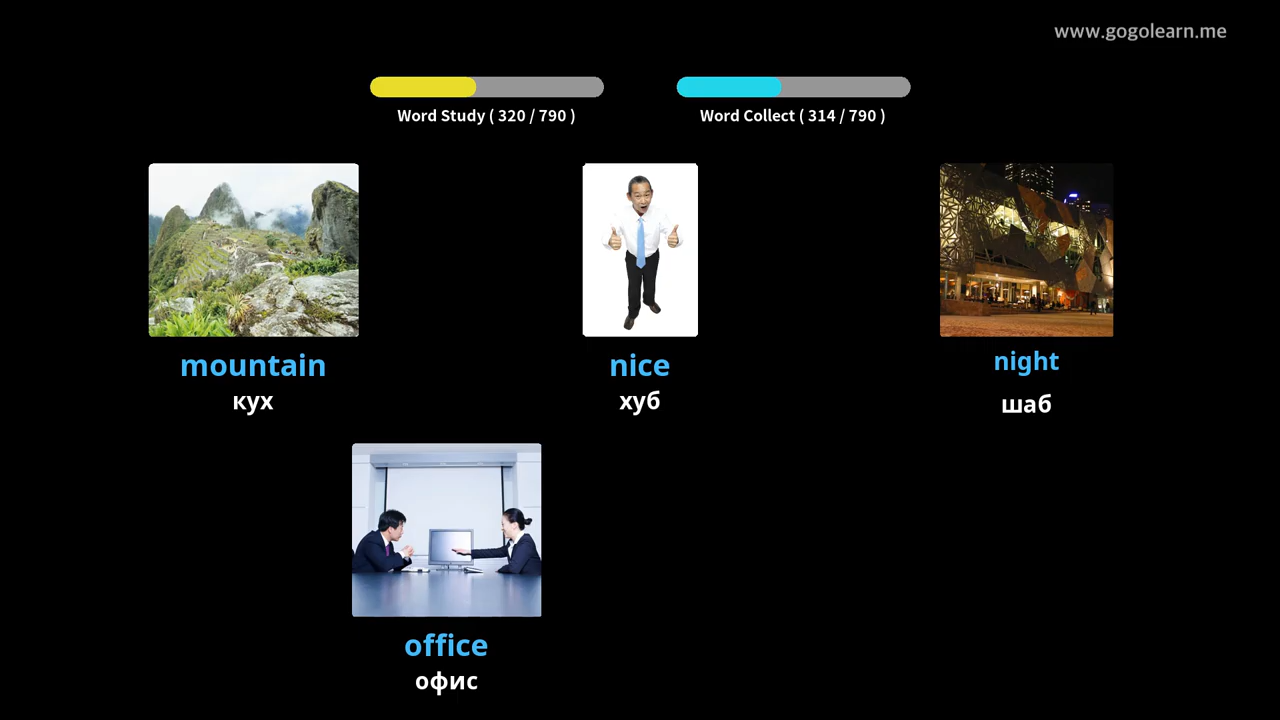 www.gogolearn.me
Word Study ( 320 / 790 )
Word Collect ( 314 / 790 )
mountain
кух
nice
хуб
night
шаб
office
офис